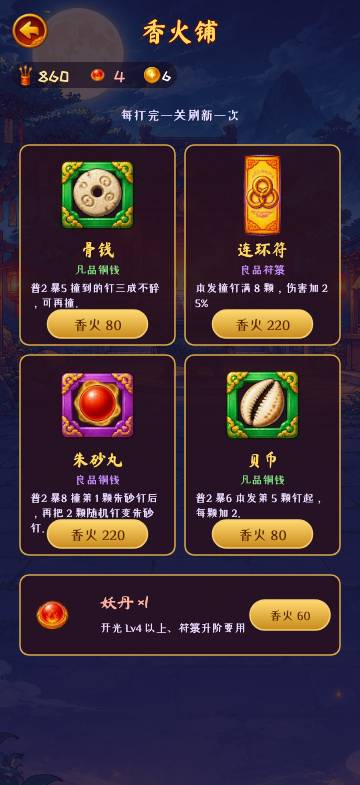 香火铺
860 4 6
每打完一关刷新一次
骨钱
凡品铜钱
普2 暴5 撞到的钉三成不碎
，可再撞.
香火 80
连环符
良品符箓
本发撞钉满 8 颗，伤害加 2
5%
香火 220
朱砂丸
良品铜钱
普2 暴8 撞第1颗朱砂钉后
，再把 2 颗随机钉变朱砂
钉.
香火 220
贝币
凡品铜钱
普2 暴6 本发第 5 颗钉起，
每颗加 2.
香火 80
妖丹 ×1
开光 Lv4 以上、符箓升阶要用
香火 60